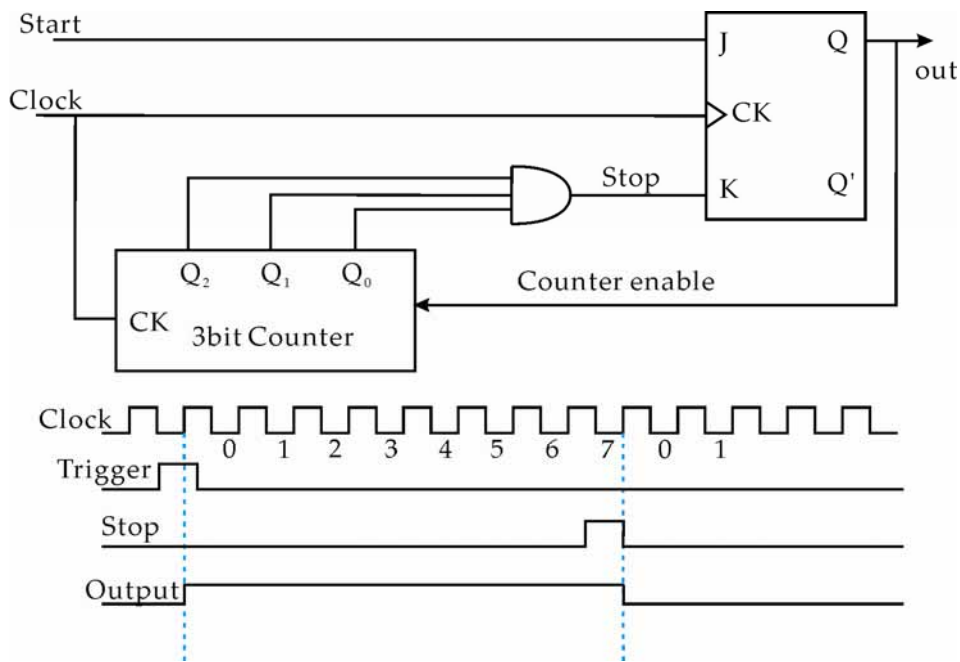 Start
J Q
out
Clock
CK
Stop
K Q'
Q₂ Q₁ Q₀
Counter enable
CK
3bit Counter
Clock
0 1 2 3 4 5 6 7 0 1
Trigger
Stop
Output